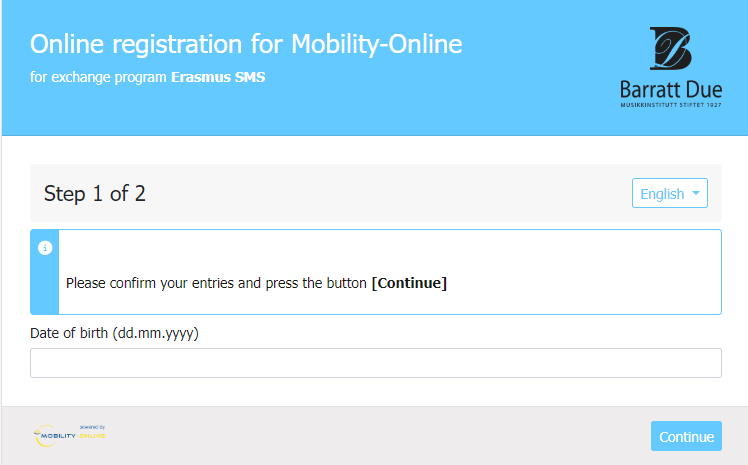 Online registration for Mobility-Online
for exchange program Erasmus SMS
Barratt Due
MUSIKKINSTITUTT STIFTET 1927
Step 1 of 2
English
Please confirm your entries and press the button [Continue]
Date of birth (dd.mm.yyyy)
powered by
MOBILITY-ONLINE
Continue